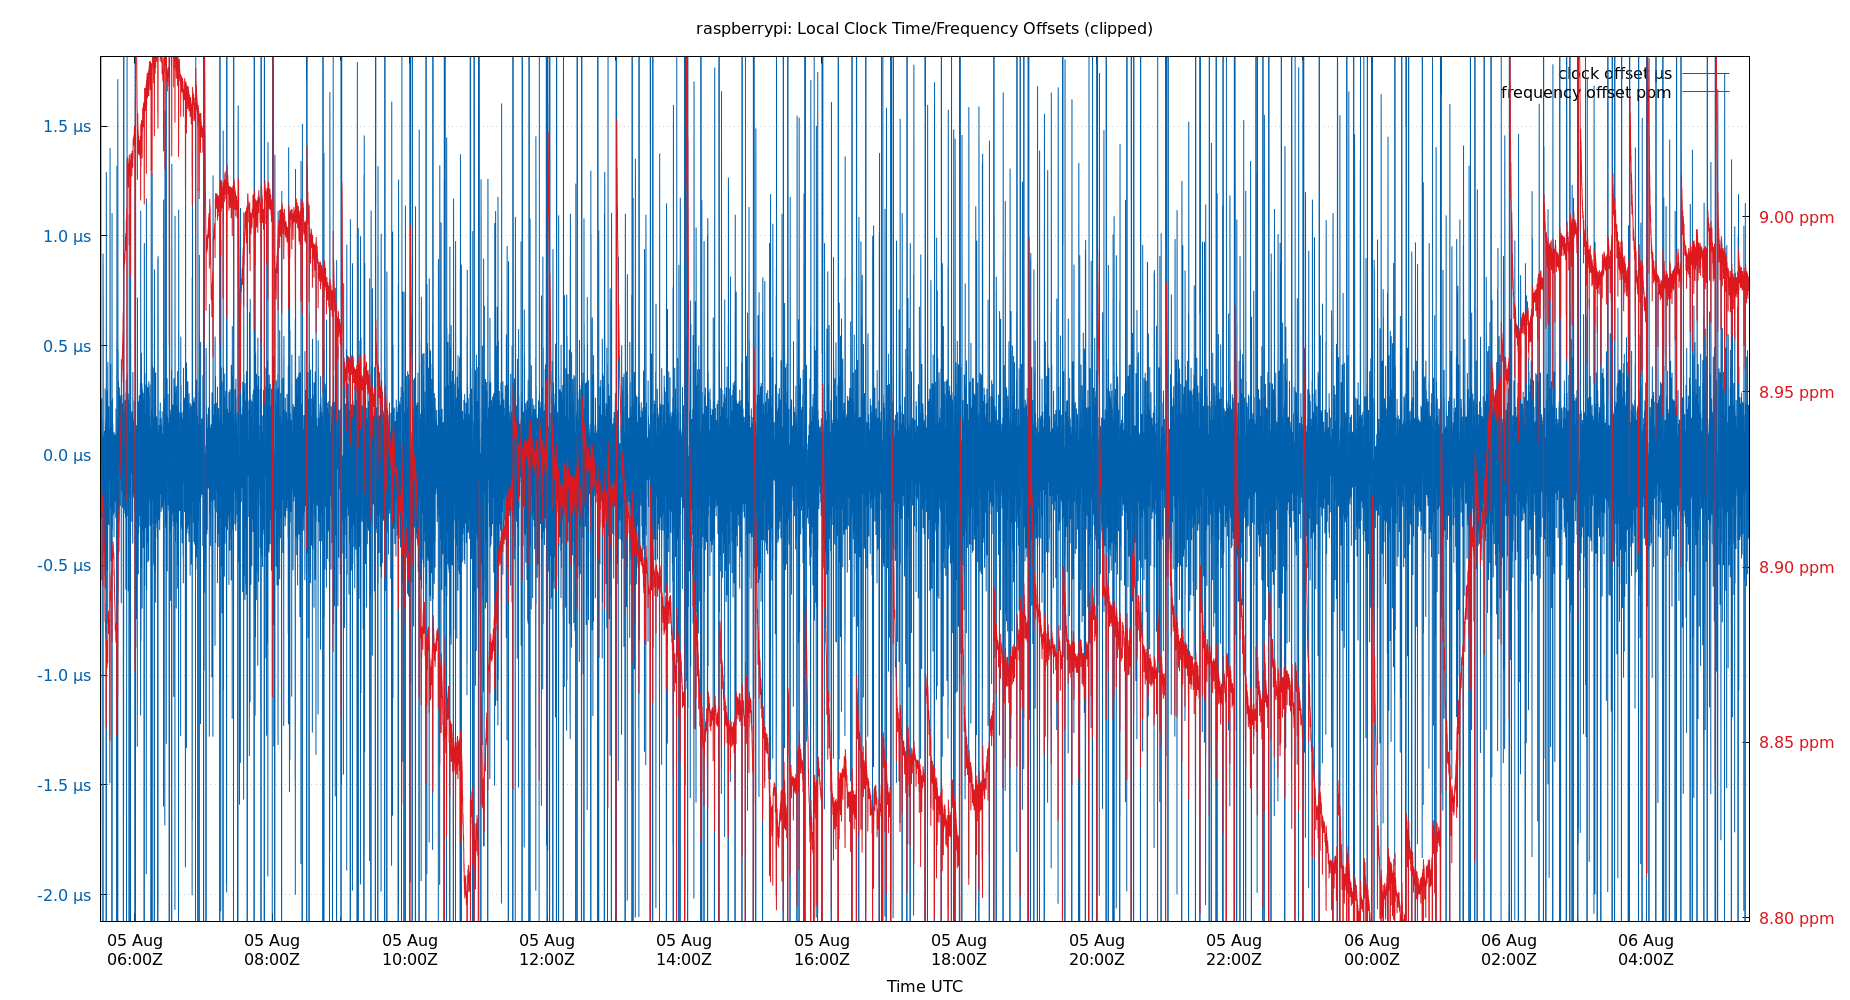 raspberrypi: Local Clock Time/Frequency Offsets (clipped)
clock offset us
frequency offset ppm
1.5 μs
1.0 μs
0.5 μs
0.0 μs
-0.5 μs
-1.0 μs
-1.5 μs
-2.0 μs
9.00 ppm
8.95 ppm
8.90 ppm
8.85 ppm
8.80 ppm
05 Aug 05 Aug 05 Aug 05 Aug 05 Aug 05 Aug 05 Aug 05 Aug 05 Aug 06 Aug 06 Aug 06 Aug
06:00Z 08:00Z 10:00Z 12:00Z 14:00Z 16:00Z 18:00Z 20:00Z 22:00Z 00:00Z 02:00Z 04:00Z
Time UTC